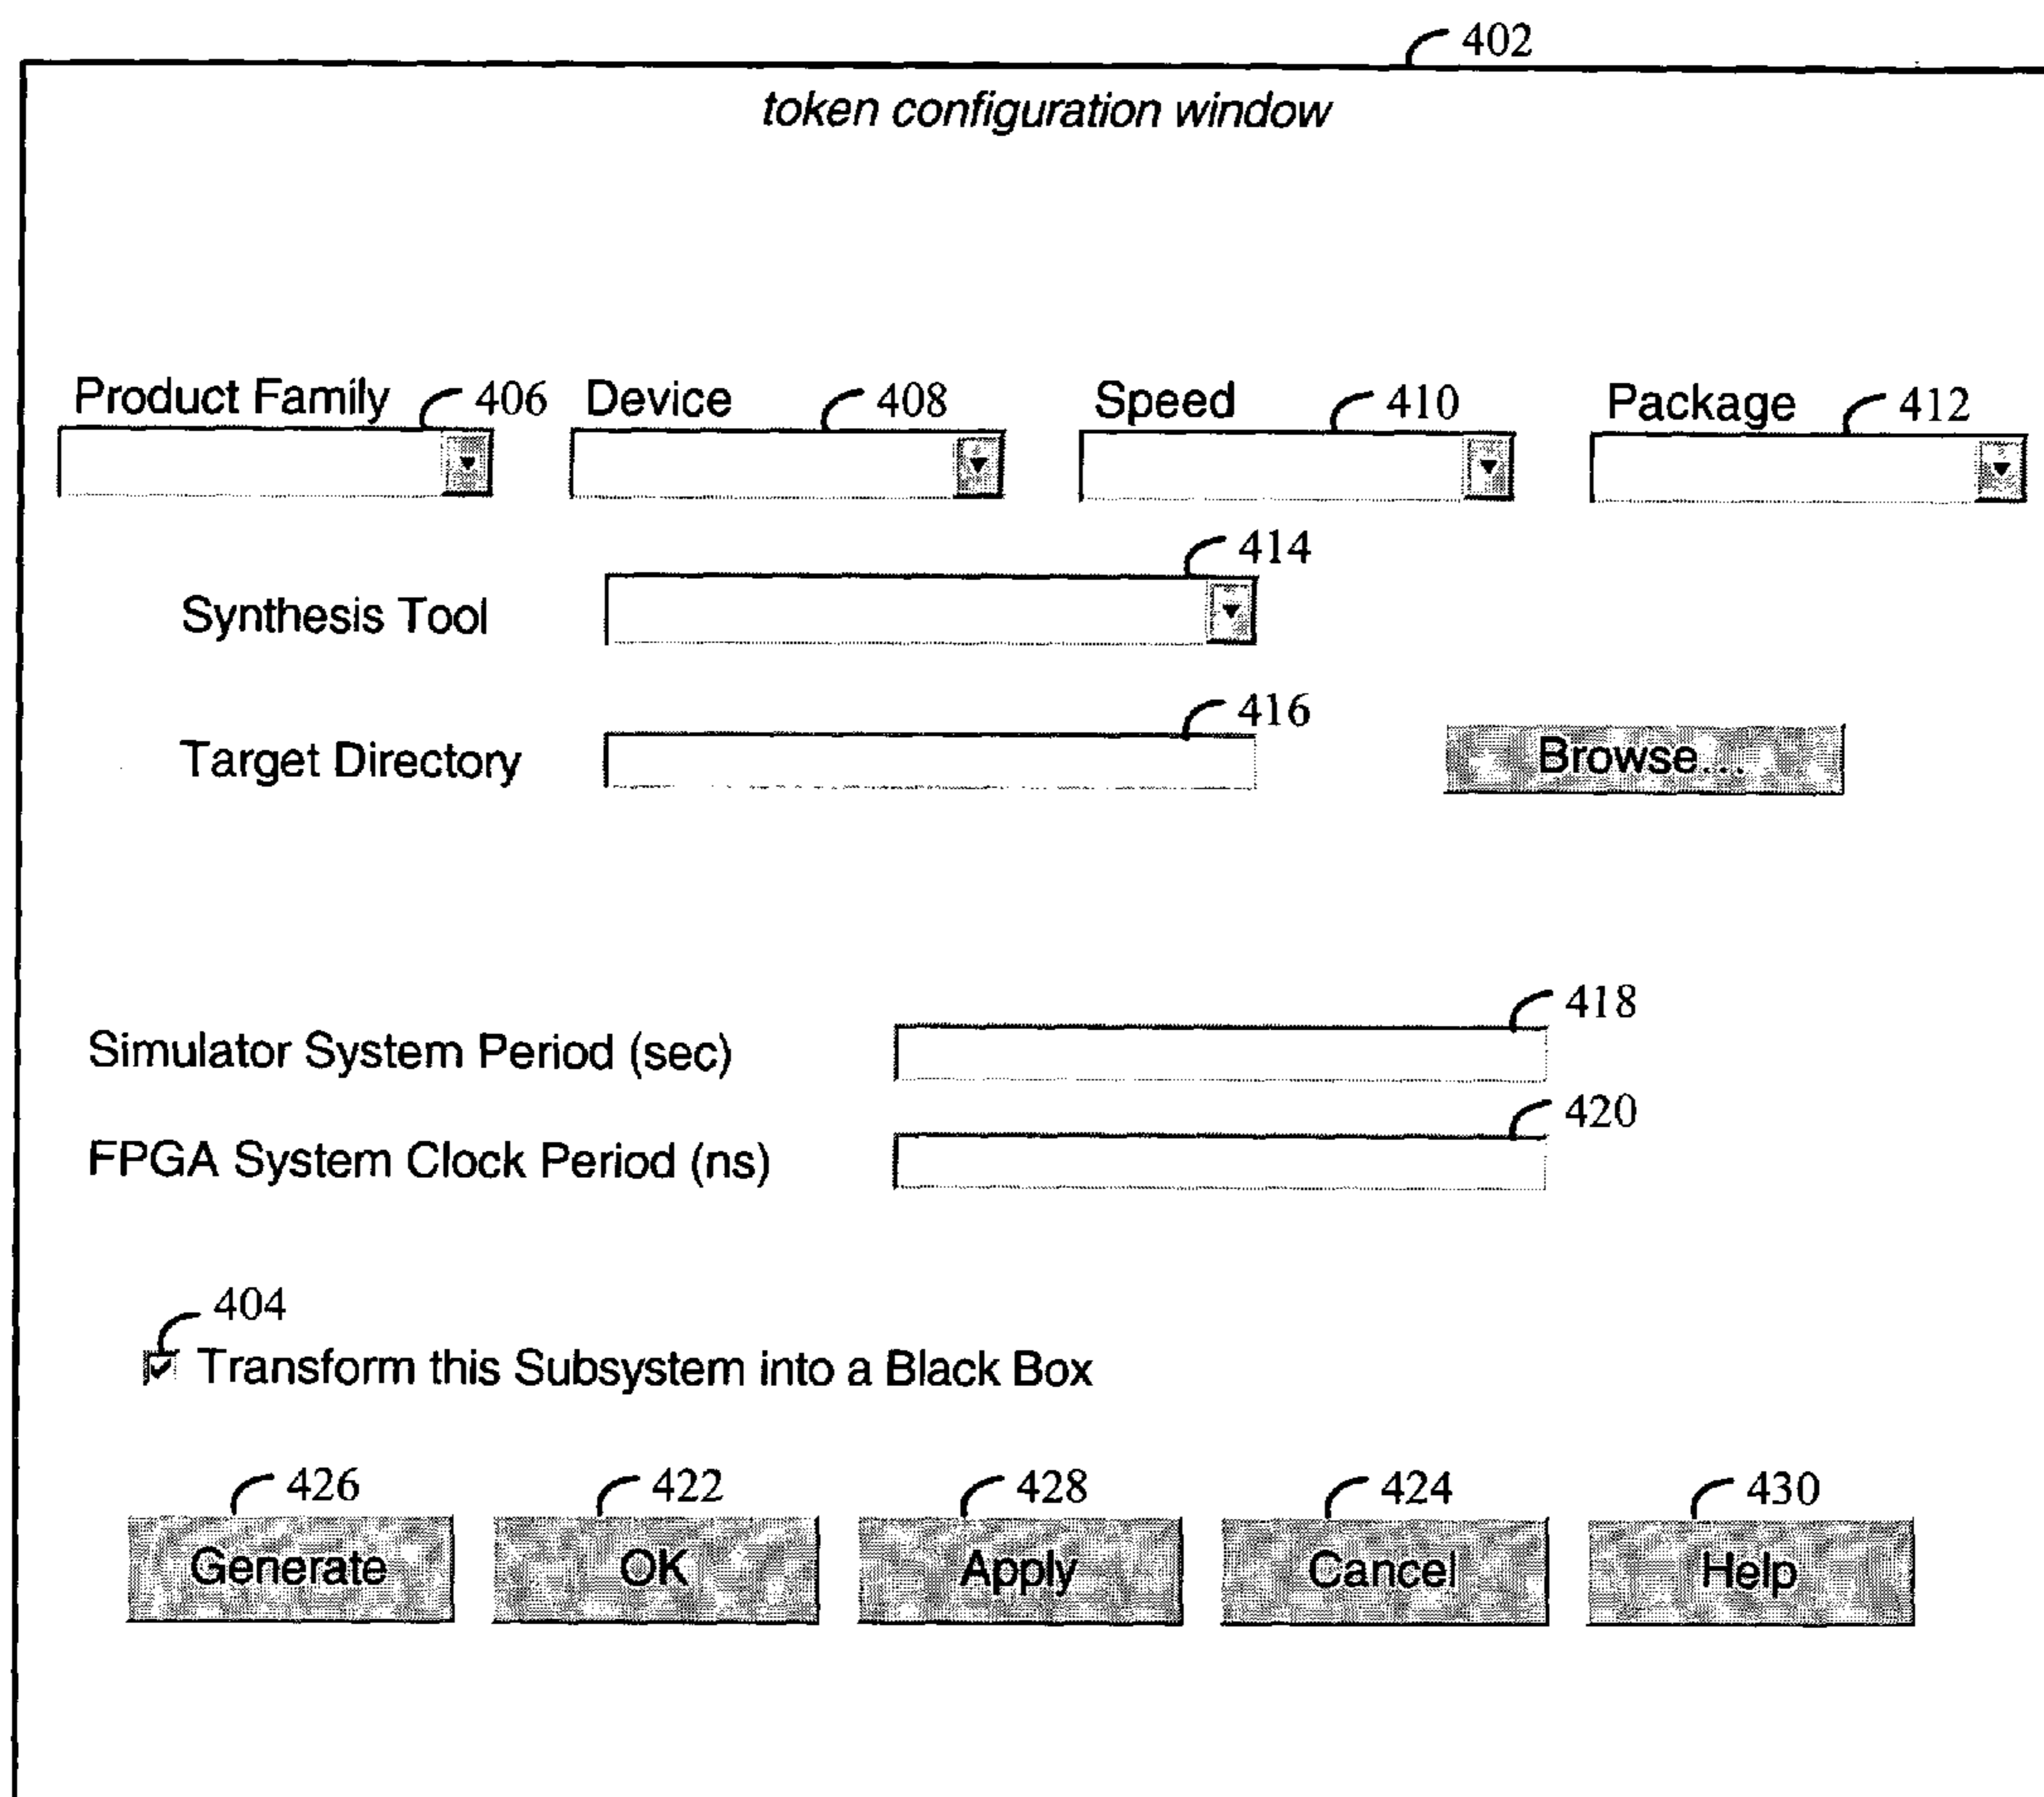 402
token configuration window
Product Family 406 Device 408 Speed 410 Package 412
414
Synthesis Tool
416
Target Directory Browse...
418
Simulator System Period (sec)
420
FPGA System Clock Period (ns)
404
Transform this Subsystem into a Black Box
426 422 428 424 430
Generate OK Apply Cancel Help